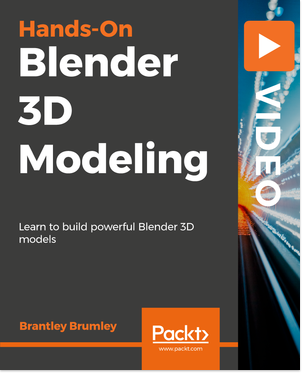 Hands-On
Blender
3D
Modeling
VIDEO
Learn to build powerful Blender 3D
models
Brantley Brumley
Packt>
www.packt.com